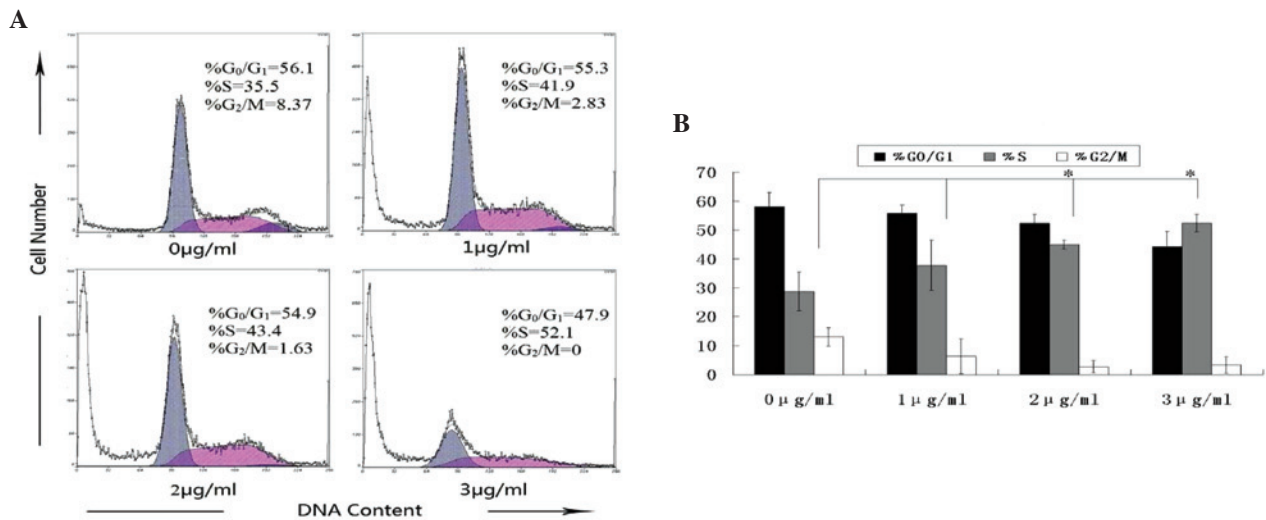 A
%G₀/G₁=56.1
%S=35.5
%G₂/M=8.37
0μg/ml
%G₀/G₁=55.3
%S=41.9
%G₂/M=2.83
1μg/ml
%G₀/G₁=54.9
%S=43.4
%G₂/M=1.63
2μg/ml
%G₀/G₁=47.9
%S=52.1
%G₂/M=0
3μg/ml
Cell Number
DNA Content
B
%G0/G1 %S %G2/M
* *
70
60
50
40
30
20
10
0
0μg/ml 1μg/ml 2μg/ml 3μg/ml